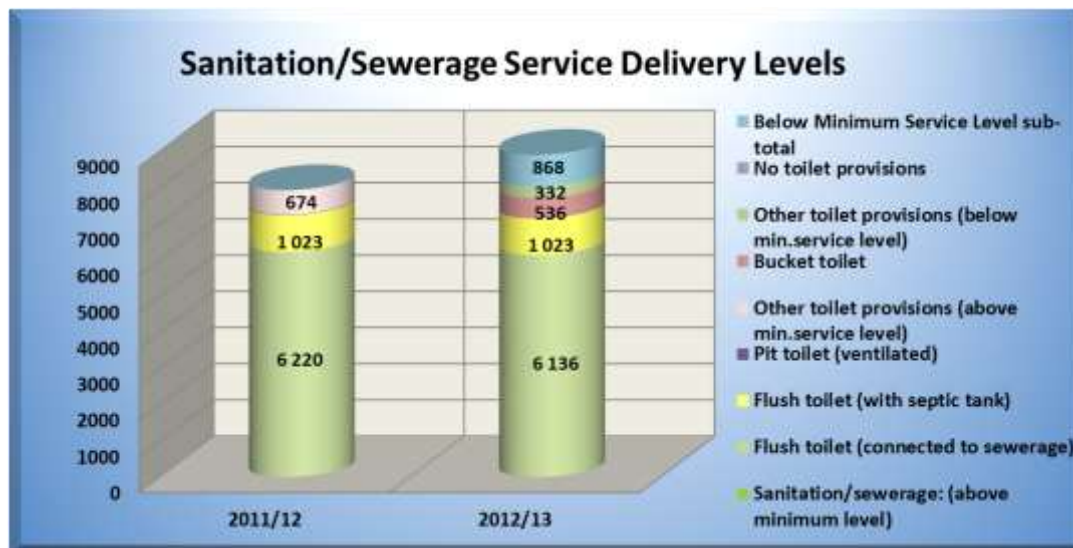 Sanitation/Sewerage Service Delivery Levels
9000
8000
7000
6000
5000
4000
3000
2000
1000
0
674
1 023
6 220
868
332
536
1 023
6 136
2011/12
2012/13
Below Minimum Service Level sub-
total
No toilet provisions
Other toilet provisions (below
min.service level)
Bucket toilet
Other toilet provisions (above
min.service level)
Pit toilet (ventilated)
Flush toilet (with septic tank)
Flush toilet (connected to sewerage)
Sanitation/sewerage: (above
minimum level)